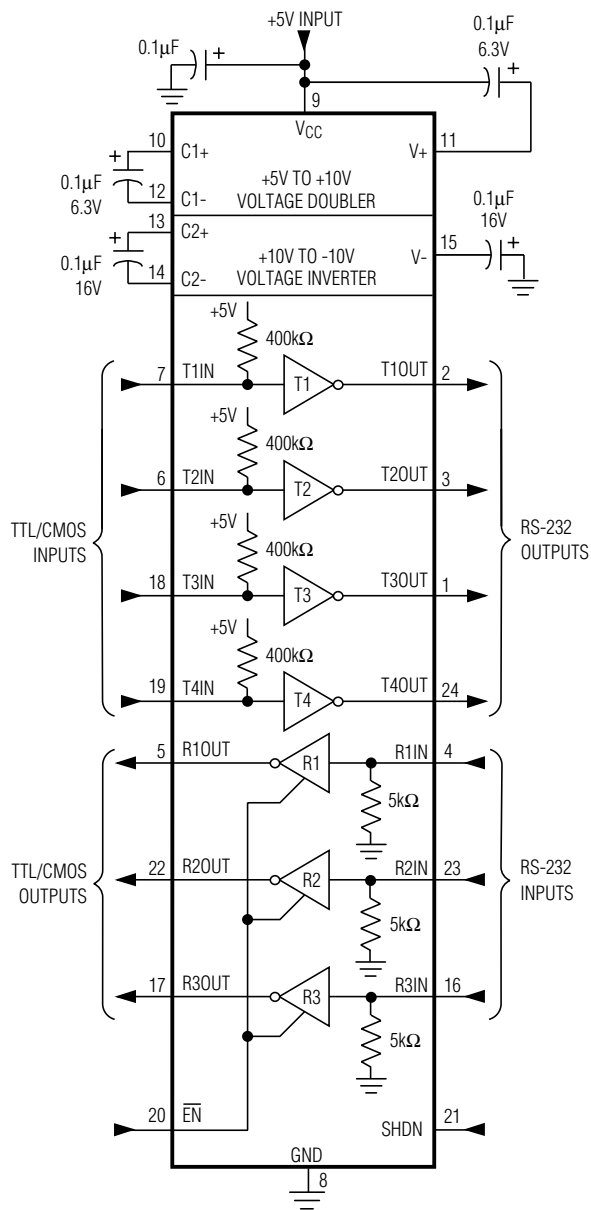 +5V INPUT
0.1µF
0.1µF
6.3V
9
VCC
10
C1+
V+
11
0.1µF
6.3V
+5V TO +10V
VOLTAGE DOUBLER
12
C1-
13
C2+
0.1µF
16V
+10V TO -10V
VOLTAGE INVERTER
V-
15
0.1µF
16V
14
C2-
+5V
400kΩ
7
T1IN
T1
T1OUT
2
+5V
400kΩ
6
T2IN
T2
T2OUT
3
TTL/CMOS
INPUTS
RS-232
OUTPUTS
+5V
400kΩ
18
T3IN
T3
T3OUT
1
+5V
400kΩ
19
T4IN
T4
T4OUT
24
5
R1OUT
R1
R1IN
4
5kΩ
TTL/CMOS
OUTPUTS
22
R2OUT
R2
R2IN
23
RS-232
INPUTS
5kΩ
17
R3OUT
R3
R3IN
16
5kΩ
20
EN
SHDN
21
GND
8